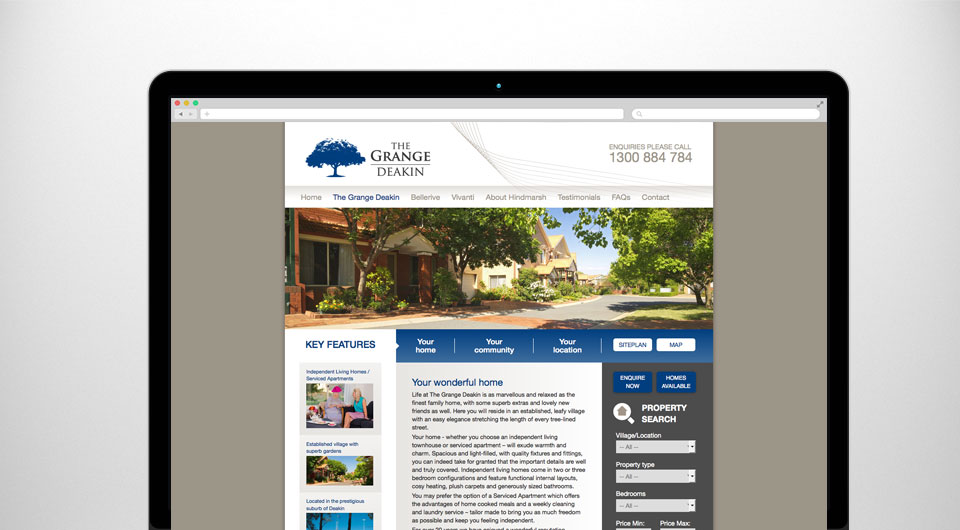 THE
GRANGE
DEAKIN
ENQUIRIES PLEASE CALL
1300 884 784
Home The Grange Deakin Bellerive Vivanti About Hindmarsh Testimonials FAQs Contact
KEY FEATURES
Your home
Your community
Your location
SITEPLAN
MAP
Independent Living Homes /
Serviced Apartments
Established village with
superb gardens
Located in the prestigious
suburb of Deakin
Your wonderful home
Life at The Grange Deakin is as marvellous and relaxed as the
finest family home, with some superb extras and lovely new
friends as well. Here you will reside in an established, leafy village
with an easy elegance stretching the length of every tree-lined
street.
Your home - whether you choose an independent living
townhouse or serviced apartment – will exude warmth and
charm. Spacious and light-filled, with quality fixtures and fittings,
you can indeed take for granted that the important details are well
and truly covered. Independent living homes come in two or three
bedroom configurations and feature functional internal layouts,
cosy heating, plush carpets and generously sized bathrooms.
You may prefer the option of a Serviced Apartment which offers
the advantages of home cooked meals and a weekly cleaning
and laundry service – tailor made to bring you as much freedom
as possible and keep you feeling independent.
ENQUIRE
NOW
HOMES
AVAILABLE
PROPERTY
SEARCH
Village/Location
-- All --
Property type
-- All --
Bedrooms
-- All --
Price Min: Price Max: